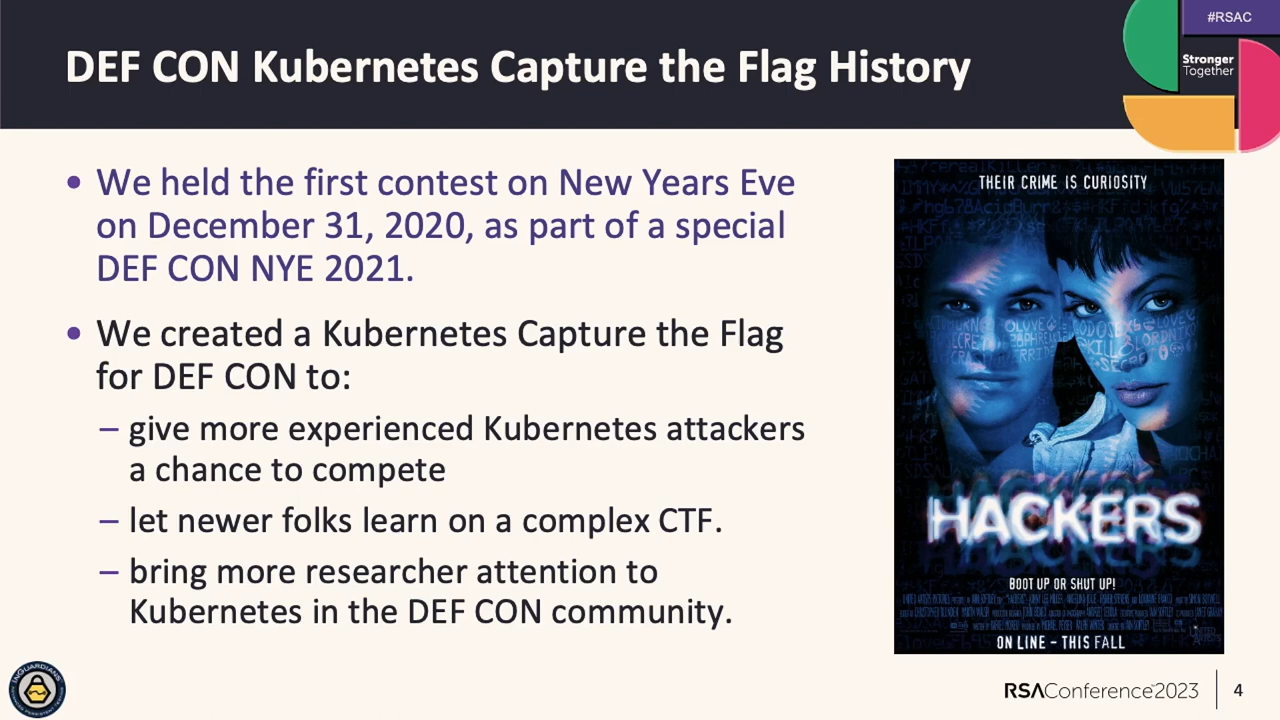 #RSAC
DEF CON Kubernetes Capture the Flag History
Stronger
Together
• We held the first contest on New Years Eve
on December 31, 2020, as part of a special
DEF CON NYE 2021.
• We created a Kubernetes Capture the Flag
for DEF CON to:
– give more experienced Kubernetes attackers
a chance to compete
– let newer folks learn on a complex CTF.
– bring more researcher attention to
Kubernetes in the DEF CON community.
THEIR CRIME IS CURIOSITY
HACKERS
BOOT UP OR SHUT UP!
ON LINE – THIS FALL
INGUARDIANS
RSAConference™2023
4